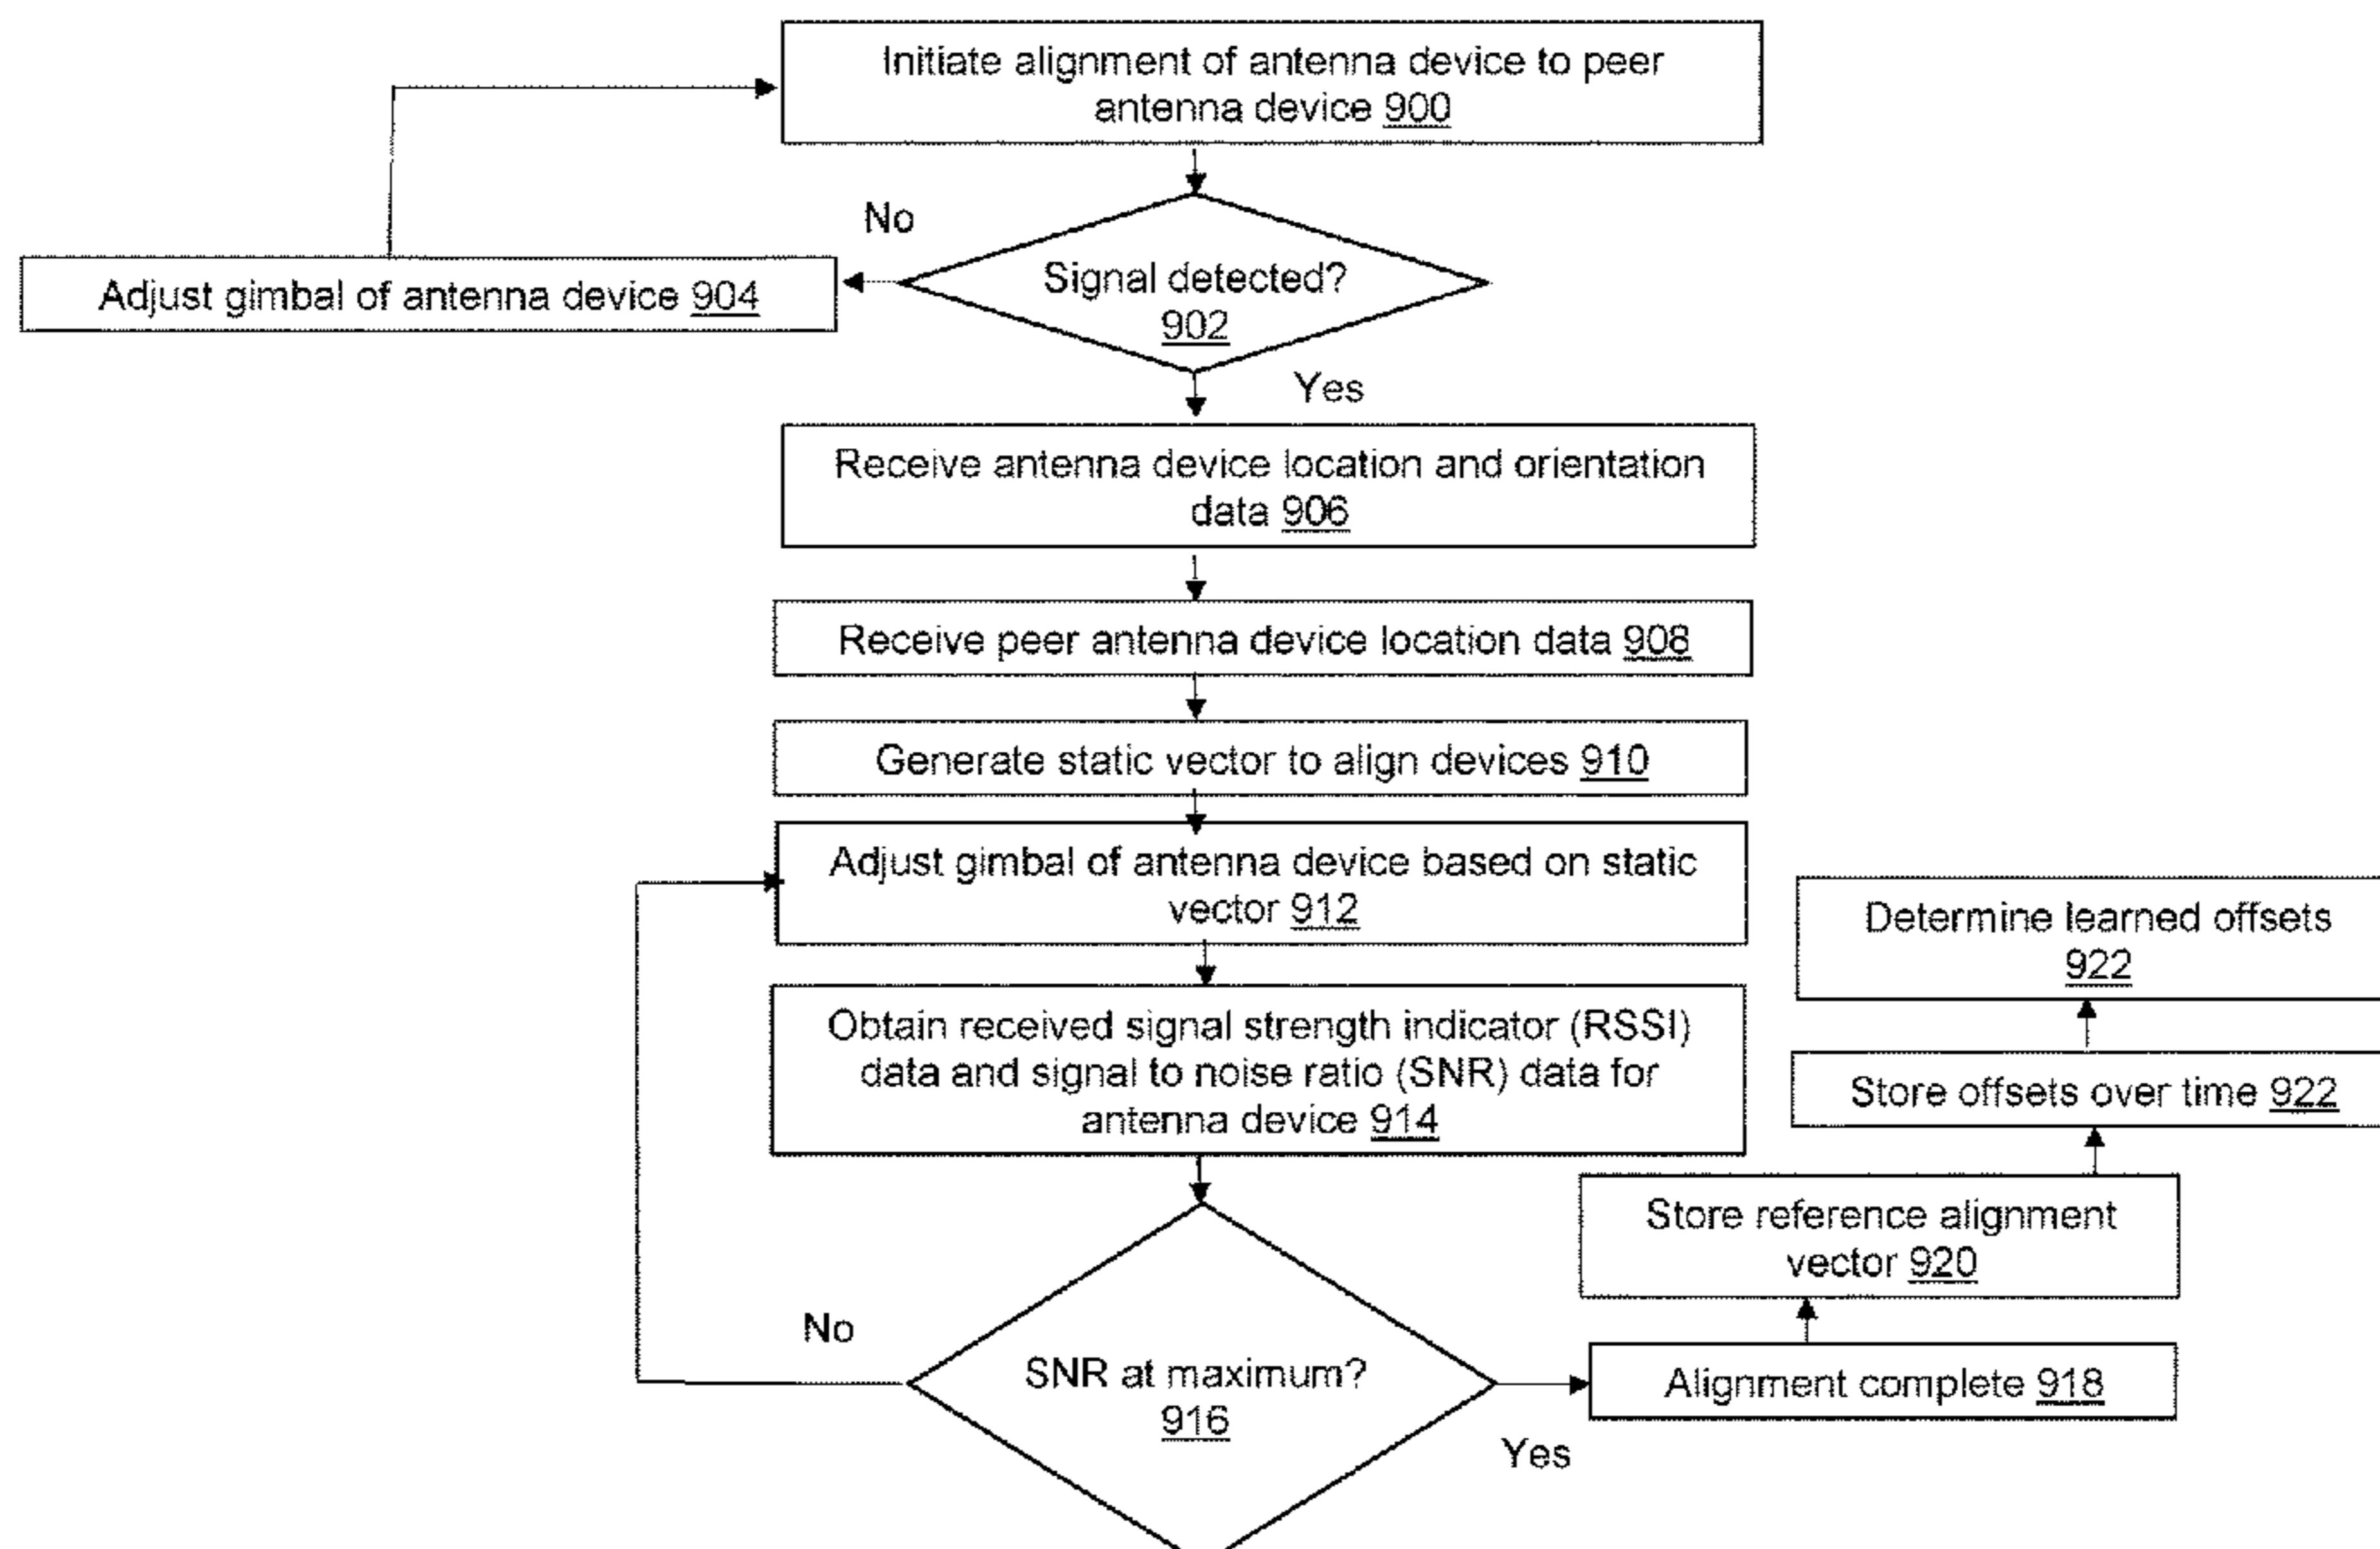 Initiate alignment of antenna device to peer
antenna device 900
No
Signal detected?
902
Adjust gimbal of antenna device 904
Yes
Receive antenna device location and orientation
data 906
Receive peer antenna device location data 908
Generate static vector to align devices 910
Adjust gimbal of antenna device based on static
vector 912
Obtain received signal strength indicator (RSSI)
data and signal to noise ratio (SNR) data for
antenna device 914
No
SNR at maximum?
916
Yes
Alignment complete 918
Store reference alignment
vector 920
Store offsets over time 922
Determine learned offsets
922